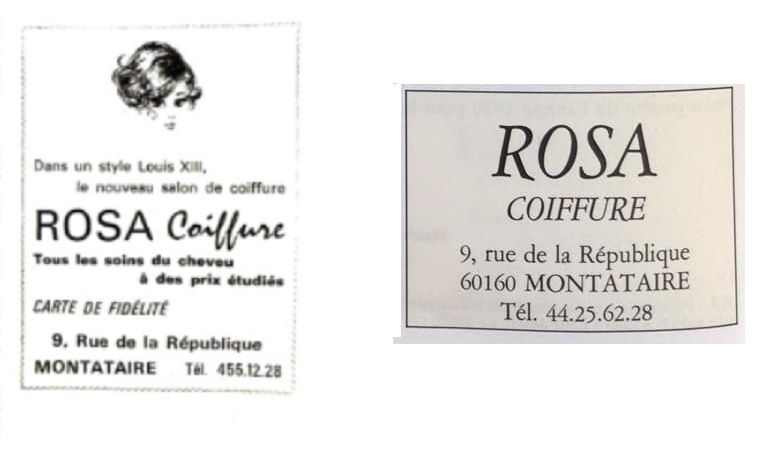 Dans un style Louis XIII,
le nouveau salon de coiffure
ROSA Coiffure
Tous les soins du cheveu
à des prix étudiés
CARTE DE FIDÉLITÉ
9, Rue de la République
MONTATAIRE Tél. 455.12.28
ROSA
COIFFURE
9, rue de la République
60160 MONTATAIRE
Tél. 44.25.62.28